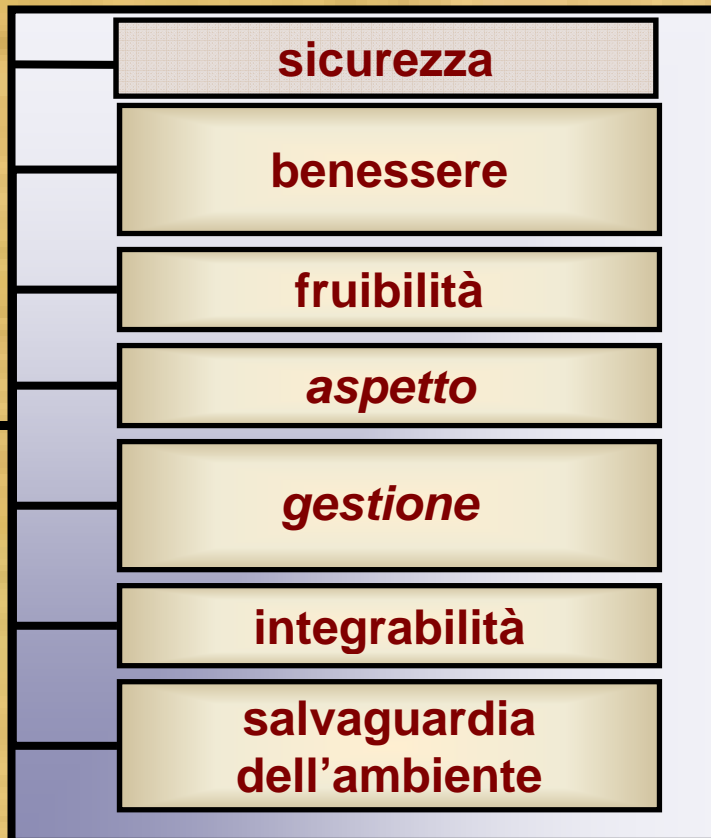 sicurezza
benessere
fruibilità
aspetto
gestione
integrabilità
salvaguardia
dell’ambiente